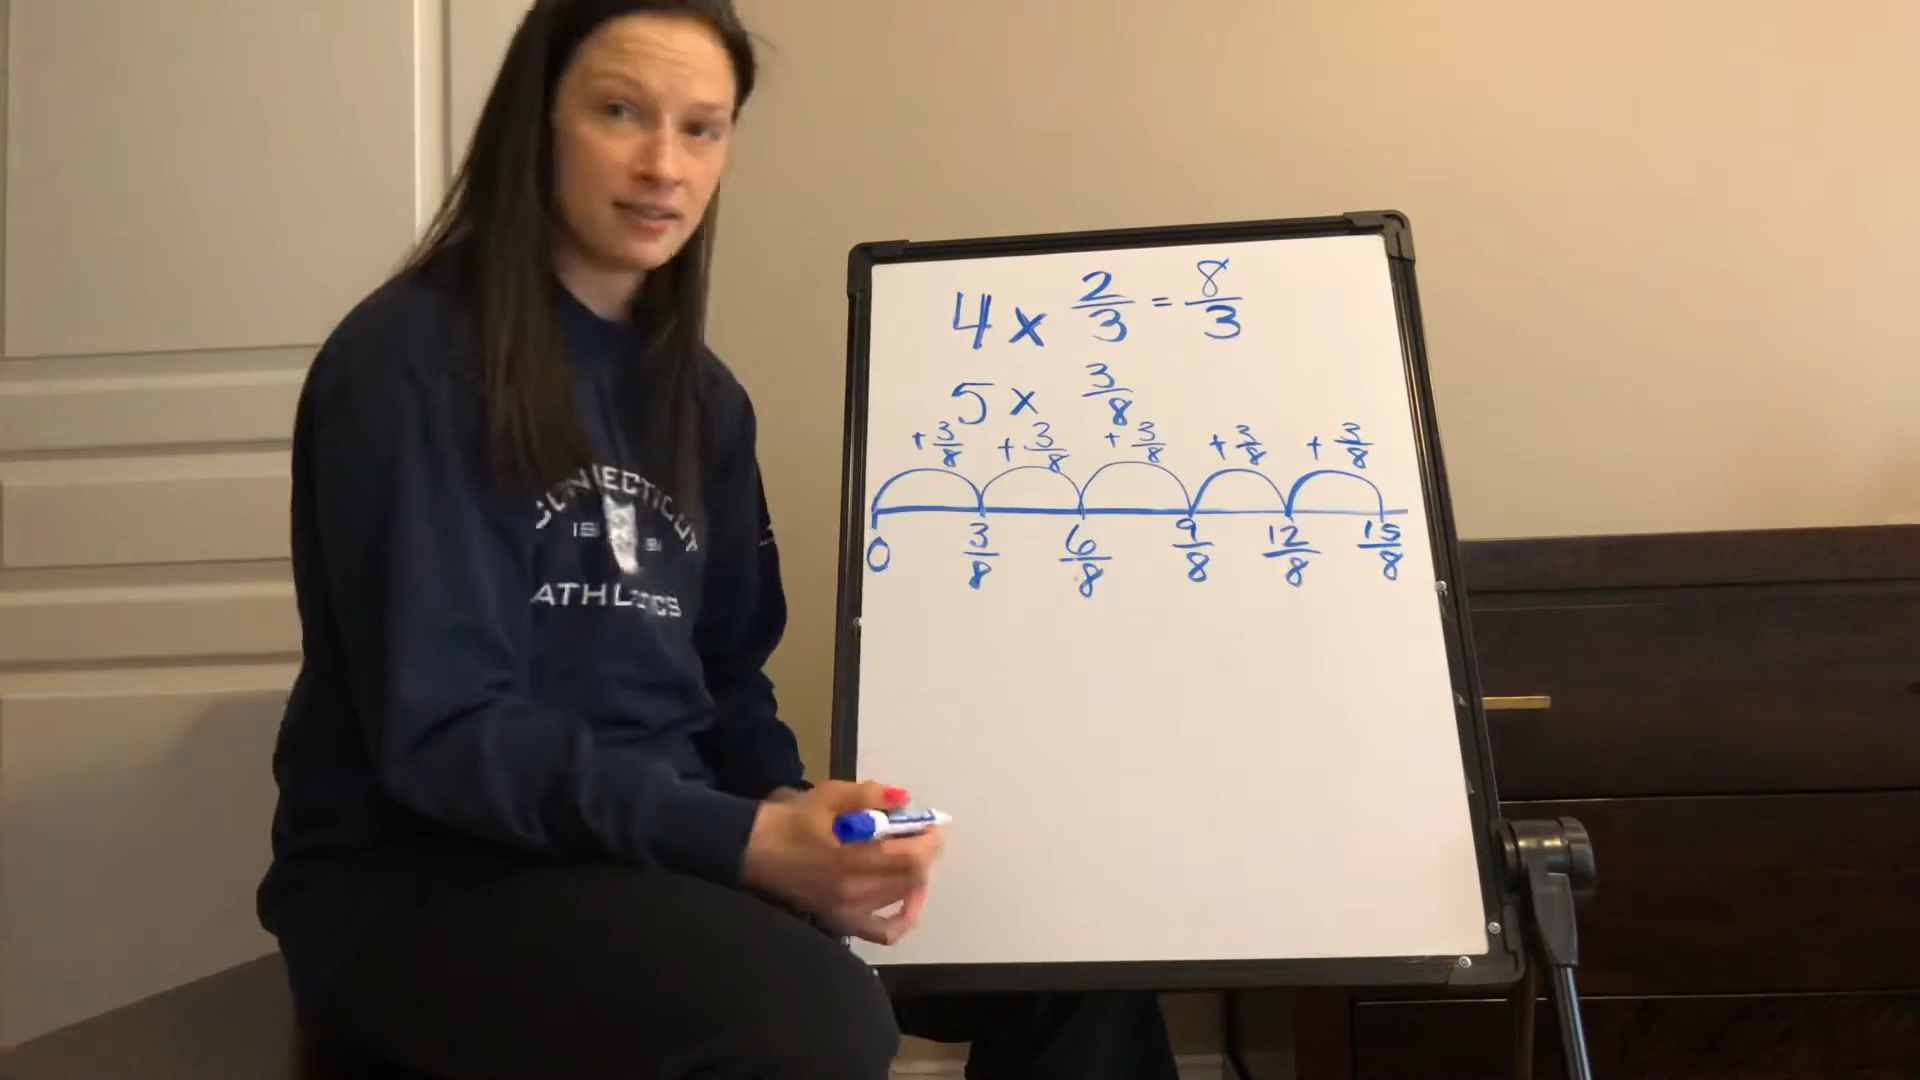 4 x 2/3 = 8/3
5 x 3/8
+3/8 +3/8 +3/8 +3/8 +3/8
0 3/8 6/8 9/8 12/8 15/8
CONNECTICUT
ATHLETICS